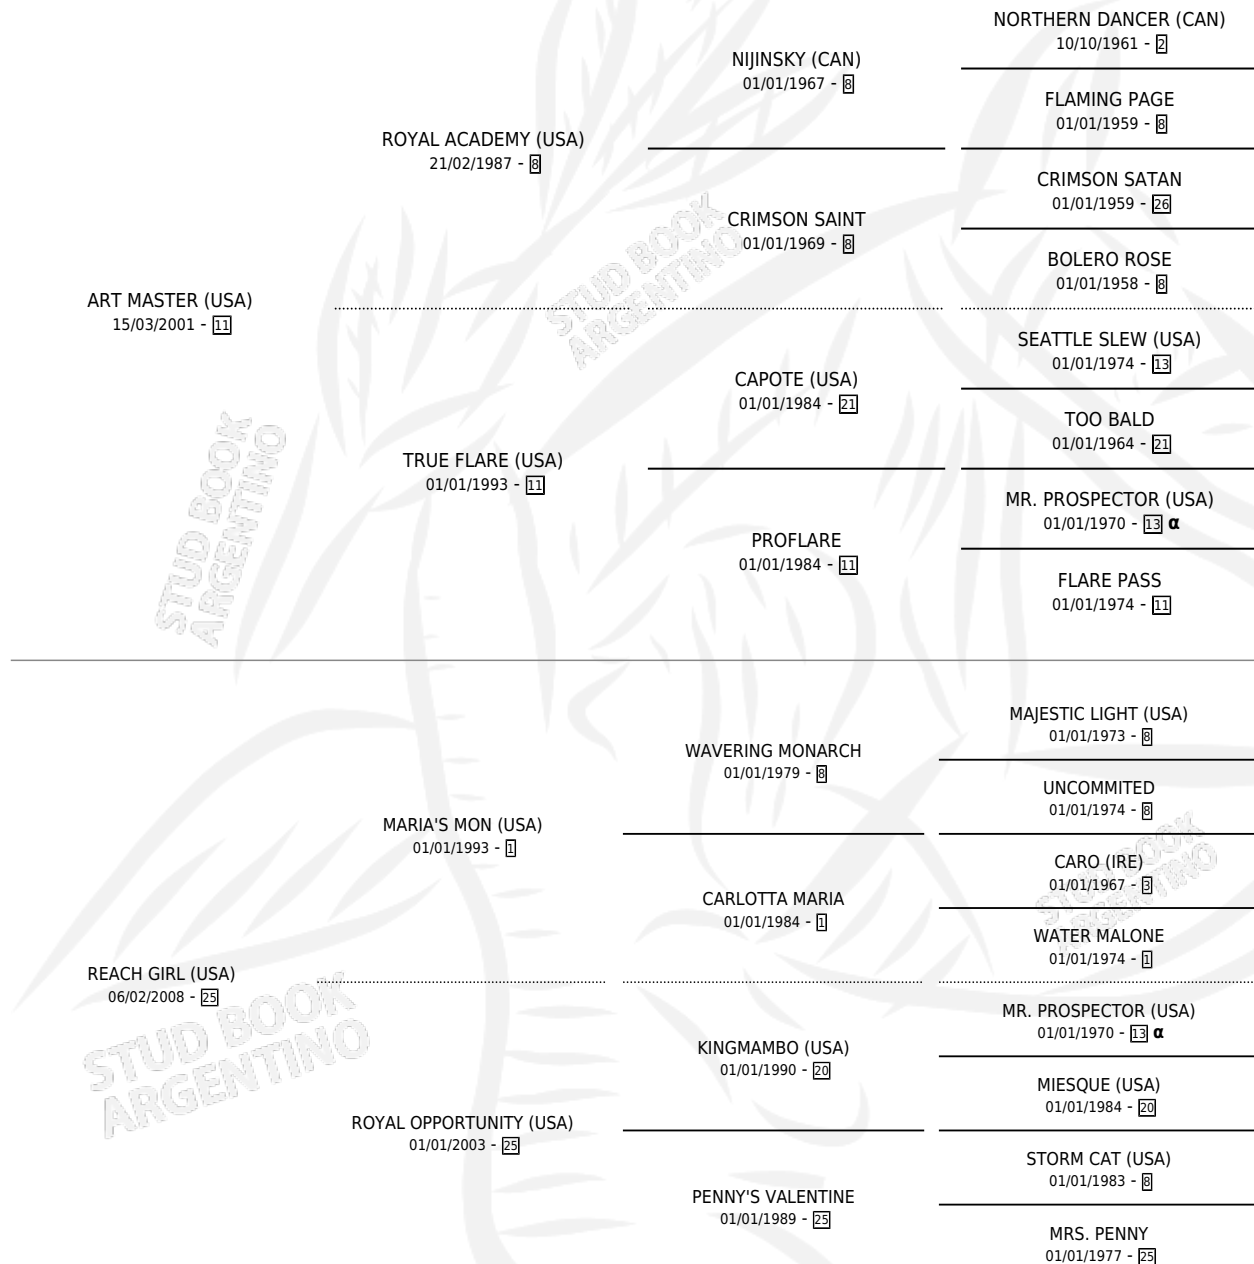 NORTHERN DANCER (CAN)
10/10/1961 - 2
NIJINSKY (CAN)
01/01/1967 - 8
FLAMING PAGE
01/01/1959 - 8
ROYAL ACADEMY (USA)
21/02/1987 - 8
CRIMSON SATAN
01/01/1959 - 26
CRIMSON SAINT
01/01/1969 - 8
BOLERO ROSE
01/01/1958 - 8
ART MASTER (USA)
15/03/2001 - 11
SEATTLE SLEW (USA)
01/01/1974 - 13
CAPOTE (USA)
01/01/1984 - 21
TOO BALD
01/01/1964 - 21
TRUE FLARE (USA)
01/01/1993 - 11
MR. PROSPECTOR (USA)
01/01/1970 - 13 α
PROFLARE
01/01/1984 - 11
FLARE PASS
01/01/1974 - 11
MAJESTIC LIGHT (USA)
01/01/1973 - 8
WAVERING MONARCH
01/01/1979 - 8
UNCOMMITED
01/01/1974 - 8
MARIA'S MON (USA)
01/01/1993 - 1
CARO (IRE)
01/01/1967 - 3
CARLOTTA MARIA
01/01/1984 - 1
WATER MALONE
01/01/1974 - 1
REACH GIRL (USA)
06/02/2008 - 25
MR. PROSPECTOR (USA)
01/01/1970 - 13 α
KINGMAMBO (USA)
01/01/1990 - 20
MIESQUE (USA)
01/01/1984 - 20
ROYAL OPPORTUNITY (USA)
01/01/2003 - 25
STORM CAT (USA)
01/01/1983 - 8
PENNY'S VALENTINE
01/01/1989 - 25
MRS. PENNY
01/01/1977 - 25
STUD BOOK
ARGENTINO
STUD BOOK
ARGENTINO
STUD BOOK
ARGENTINO
STUD BOOK
ARGENTINO